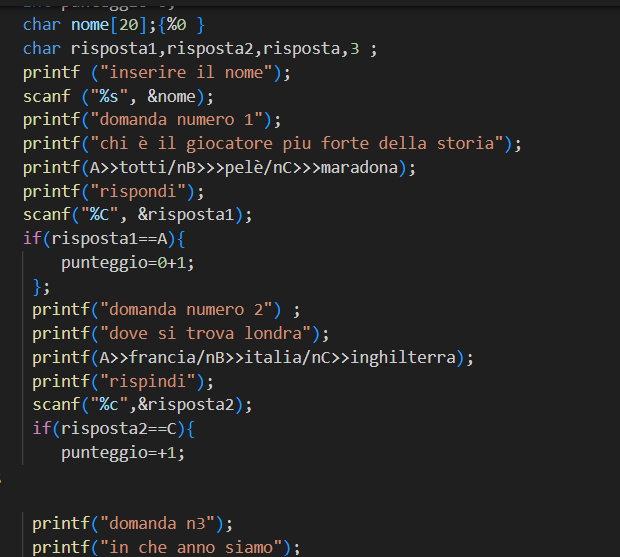 char nome[20];{%0 }
char risposta1,risposta2,risposta,3 ;
printf ("inserire il nome");
scanf ("%s", &nome);
printf("domanda numero 1");
printf("chi è il giocatore piu forte della storia");
printf(A>>totti/nB>>>pelè/nC>>>maradona);
printf("rispondi");
scanf("%C", &risposta1);
if(risposta1==A){
punteggio=0+1;
};
printf("domanda numero 2") ;
printf("dove si trova londra");
printf(A>>francia/nB>>italia/nC>>inghilterra);
printf("rispindi");
scanf("%c",&risposta2);
if(risposta2==C){
punteggio=+1;
printf("domanda n3");
printf("in che anno siamo");